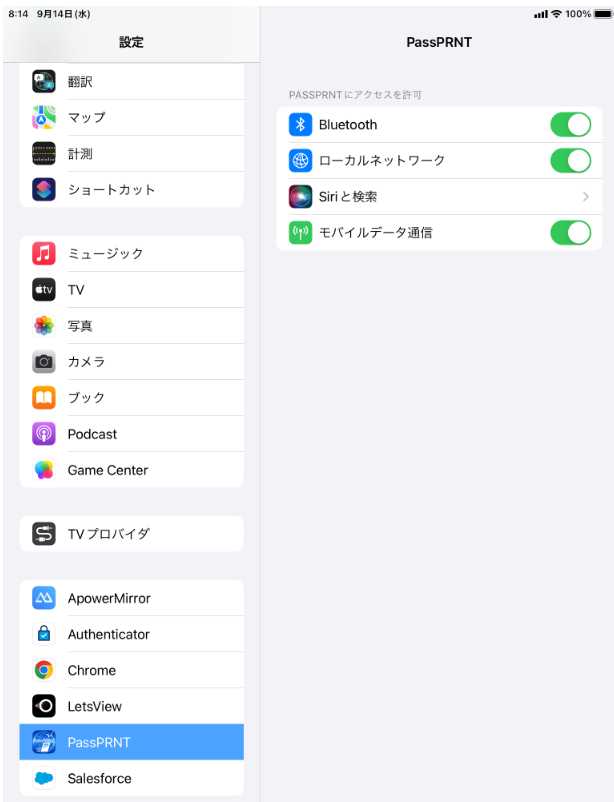 8:14 9月14日(水)
100%
設定
翻訳
マップ
計測
ショートカット
ミュージック
tv
TV
写真
カメラ
ブック
Podcast
Game Center
TVプロバイダ
ApowerMirror
Authenticator
Chrome
LetsView
PassPRNT
Salesforce
PassPRNT
PASSPRNTにアクセスを許可
Bluetooth
ローカルネットワーク
Siriと検索
モバイルデータ通信